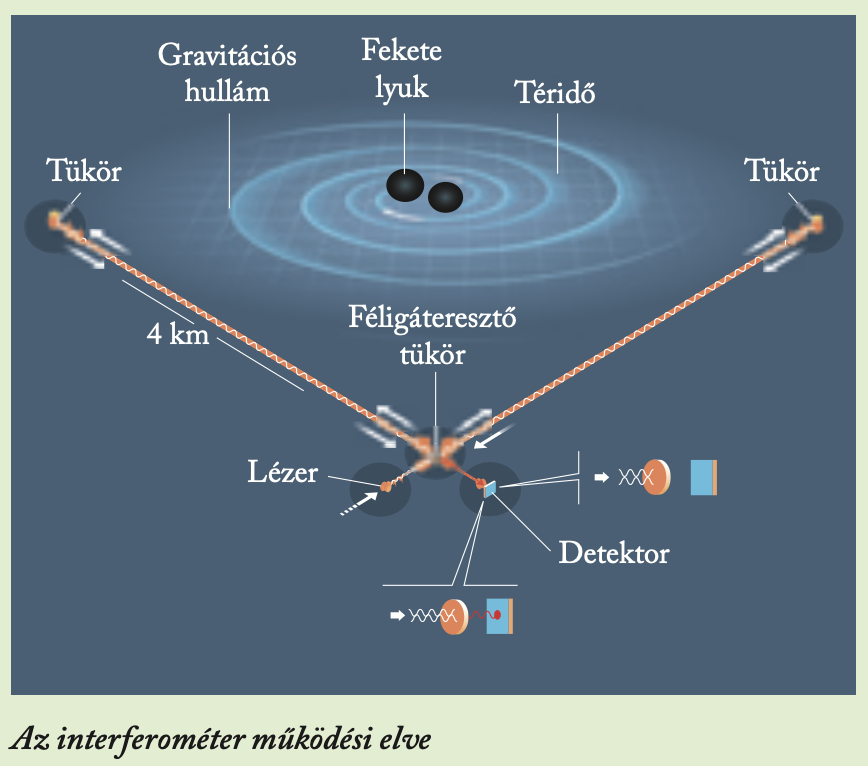 Gravitációs
hullám
Fekete
lyuk
Téridő
Tükör
Tükör
4 km
Féligáteresztő
tükör
Lézer
Detektor
Az interferométer működési elve